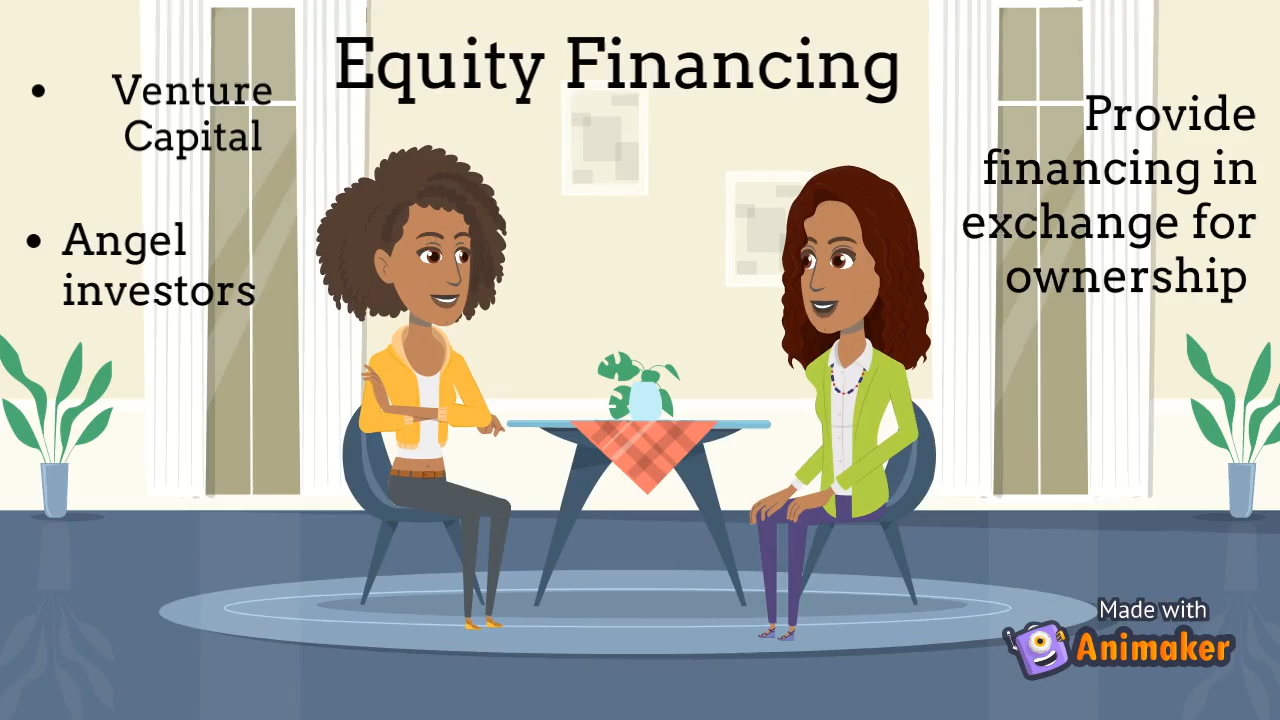 Equity Financing
• Venture
Capital
• Angel
investors
Provide
financing in
exchange for
ownership
Made with
Animaker